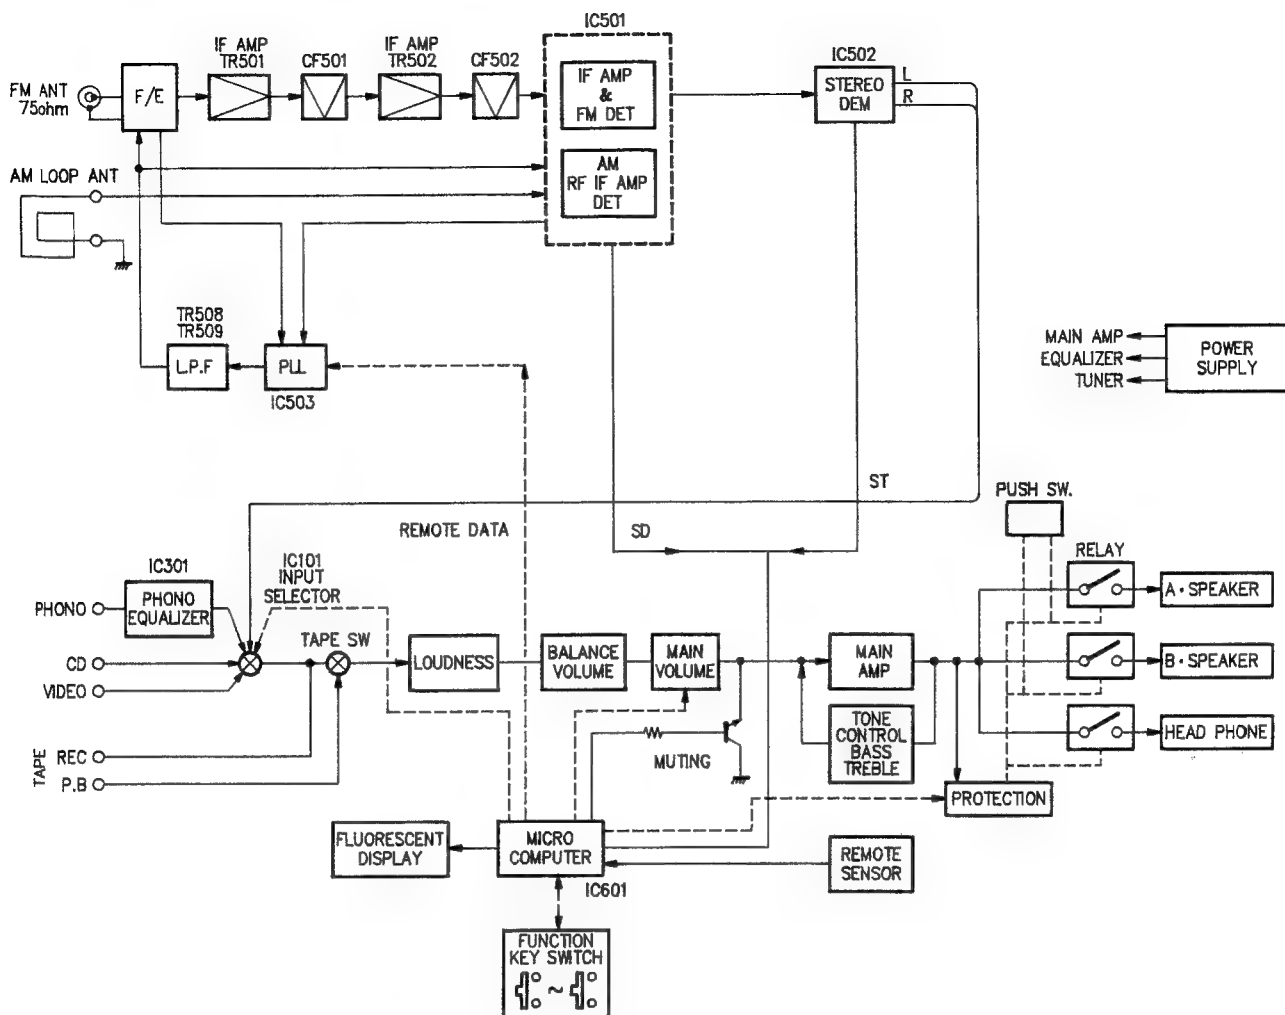 IC501
IF AMP
TR501
CF501
IF AMP
TR502
CF502
IC502
FM ANT
75ohm
F/E
IF AMP
&
FM DET
STEREO
DEM
L
R
AM LOOP ANT
AM
RF IF AMP
DET
TR508
TR509
L.P.F
PLL
IC503
MAIN AMP
EQUALIZER
TUNER
POWER
SUPPLY
ST
PUSH SW.
REMOTE DATA
SD
RELAY
IC301
IC101
INPUT
SELECTOR
PHONO
PHONO
EQUALIZER
A·SPEAKER
TAPE SW
CD
LOUDNESS
BALANCE
VOLUME
MAIN
VOLUME
MAIN
AMP
B·SPEAKER
VIDEO
TONE
CONTROL
BASS
TREBLE
HEAD PHONE
MUTING
TAPE
REC
P.B
PROTECTION
FLUORESCENT
DISPLAY
MICRO
COMPUTER
IC601
REMOTE
SENSOR
FUNCTION
KEY SWITCH
~